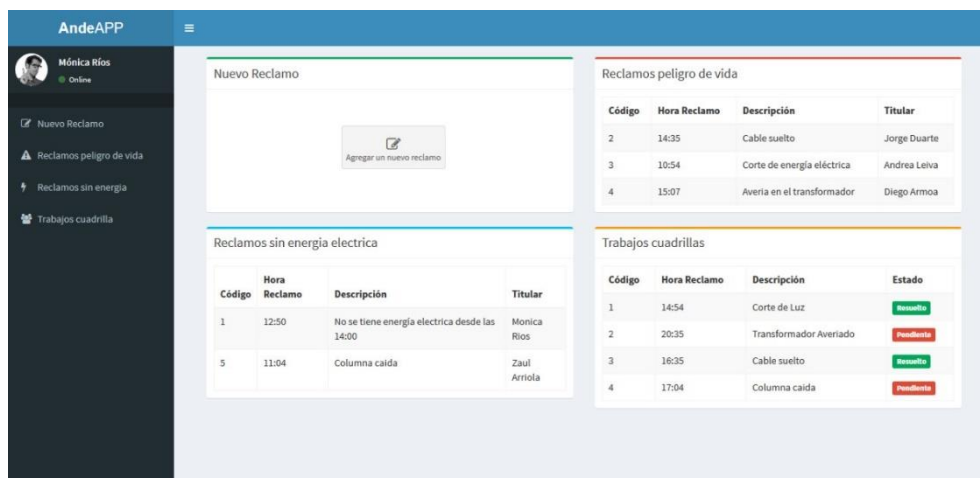 AndeAPP
Mónica Ríos
Online
Nuevo Reclamo
Reclamos peligro de vida
Reclamos sin energia
Trabajos cuadrilla
Nuevo Reclamo
Agregar un nuevo reclamo
Reclamos peligro de vida
Código Hora Reclamo Descripción Titular
2 14:35 Cable suelto Jorge Duarte
3 10:54 Corte de energía eléctrica Andrea Leiva
4 15:07 Averia en el transformador Diego Armoa
Reclamos sin energia electrica
Hora
Código Reclamo Descripción Titular
1 12:50 No se tiene energía electrica desde las Monica
14:00 Rios
5 11:04 Columna caida Zaul
Arriola
Trabajos cuadrillas
Código Hora Reclamo Descripción Estado
1 14:54 Corte de Luz Resuelto
2 20:35 Transformador Averiado Pendiente
3 16:35 Cable suelto Resuelto
4 17:04 Columna caida Pendiente